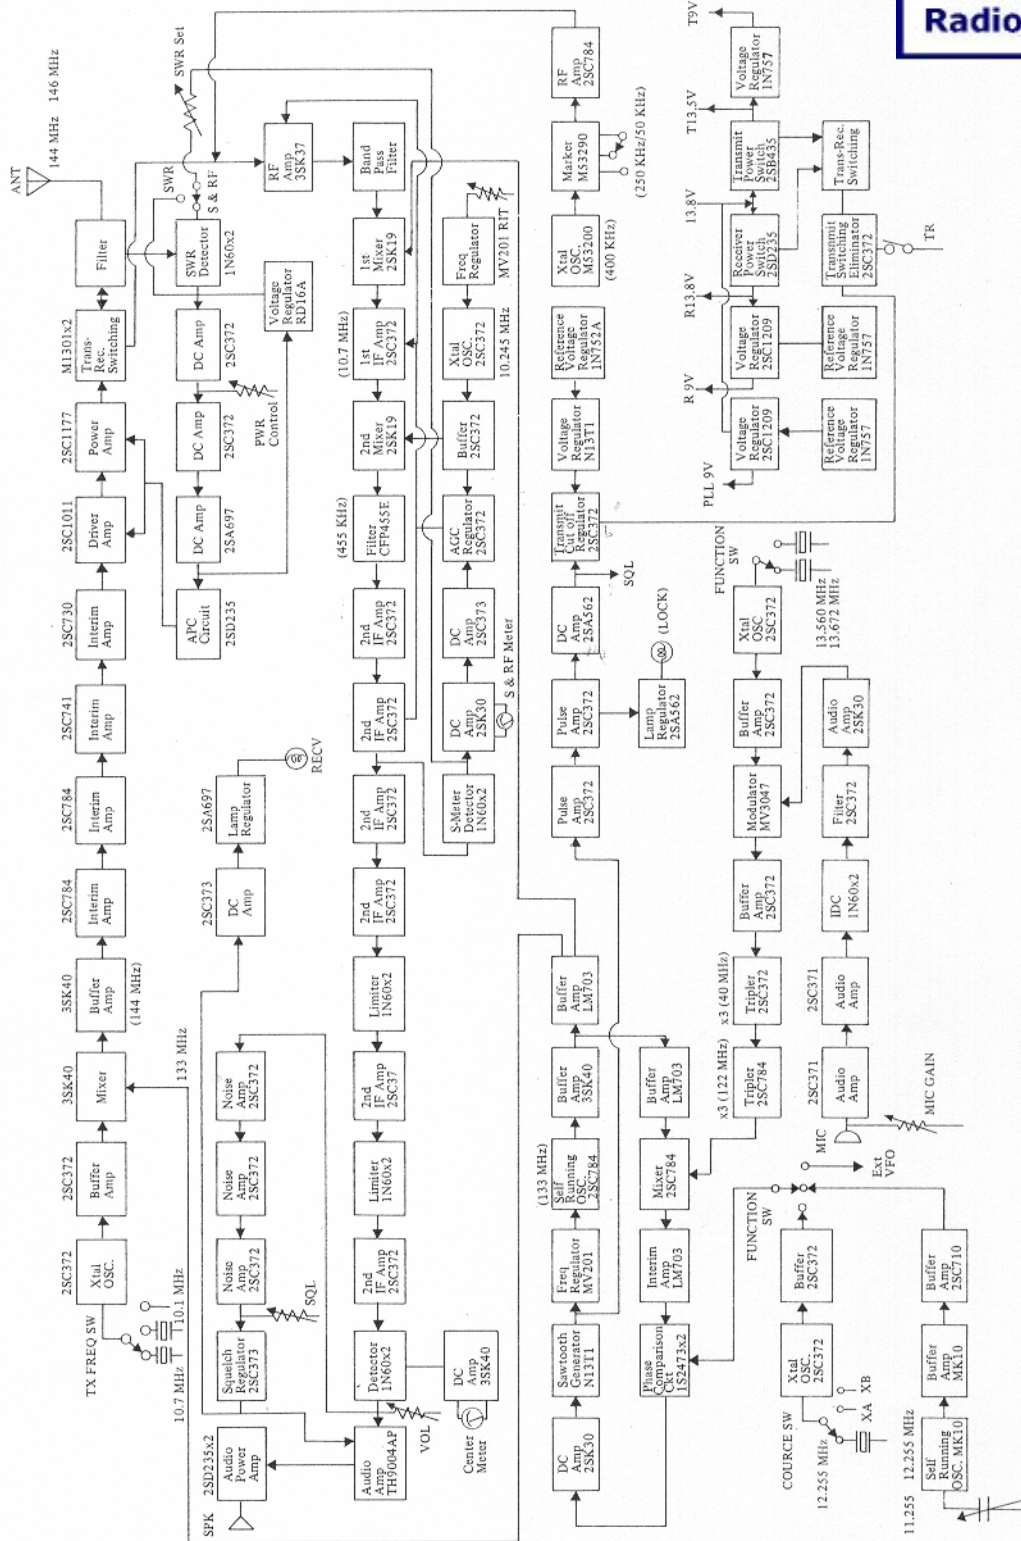 Radio
ANT
144 MHz 146 MHz
TX FREQ SW
10.7 MHz
10.1 MHz
2SC372
Xtal
OSC.
2SC372
Buffer
Amp
3SK40
Mixer
133 MHz
3SK40
Buffer
Amp
(144 MHz)
2SC784
Interim
Amp
2SC784
Interim
Amp
2SC741
Interim
Amp
2SC730
Interim
Amp
2SC1011
Driver
Amp
2SC1177
Power
Amp
M1301x2
Trans-
Rec.
Switching
Filter
SWR
S & RF
SWR Set
SWR
Detector
1N60x2
DC Amp
2SC372
PWR
Control
DC Amp
2SC372
DC Amp
2SA697
APC
Circuit
2SD235
Voltage
Regulator
RD16A
SPK
2SD235x2
Audio
Power
Amp
Squelch
Regulator
2SC373
SQL
Noise
Amp
2SC372
Noise
Amp
2SC372
Noise
Amp
2SC372
2SC373
DC
Amp
2SA697
Lamp
Regulator
RECV
RF
Amp
3SK37
Band
Pass
Filter
1st
Mixer
2SK19
(10.7 MHz)
1st
IF Amp
2SC372
2nd
Mixer
2SK19
(455 KHz)
Filter
CFP455E
2nd
IF Amp
2SC372
2nd
IF Amp
2SC372
2nd
IF Amp
2SC372
2nd
IF Amp
2SC372
Limiter
1N60x2
2nd
IF Amp
2SC37
Limiter
1N60x2
2nd
IF Amp
2SC372
Detector
1N60x2
VOL
Audio
Amp
TH9004AP
DC
Amp
3SK40
Center
Meter
S-Meter
Detector
1N60x2
DC
Amp
2SK30
S & RF Meter
DC
Amp
2SC373
AGC
Regulator
2SC372
Buffer
2SC372
Xtal
OSC.
2SC372
10.245 MHz
Freq
Regulator
MV201 RIT
RF
Amp
2SC784
Marker
M53290
(250 KHz/50 KHz)
Xtal
OSC.
M53200
(400 KHz)
Reference
Voltage
Regulator
1N752A
Voltage
Regulator
N13T1
Transmit
Cut off
Regulator
2SC372
SQL
DC
Amp
2SA562
Pulse
Amp
2SC372
Lamp
Regulator
2SA562
(LOCK)
Pulse
Amp
2SC372
Buffer
Amp
LM703
Buffer
Amp
3SK40
(133 MHz)
Self
Running
OSC.
2SC784
Freq
Regulator
MV201
Sawtooth
Generator
N13T1
DC
Amp
2SK30
Buffer
Amp
LM703
Mixer
2SC784
Interim
Amp
LM703
Phase
Comparison
Ckt
1S2473x2
T9V
Voltage
Regulator
1N757
T13.5V
Transmit
Power
Switch
2SB435
13.8V
Receiver
Power
Switch
2SD235
R13.8V
Voltage
Regulator
2SC1209
R 9V
Voltage
Regulator
2SC1209
PLL 9V
Trans-Rec.
Switching
Transnmit
Switching
Eliminator
2SC372
TR
Reference
Voltage
Regulator
1N757
Reference
Voltage
Regulator
1N757
FUNCTION
SW
13.560 MHz
13.672 MHz
Xtal
OSC
2SC372
Buffer
Amp
2SC372
Modulator
MV3047
Buffer
Amp
2SC372
x3 (40 MHz)
Tripler
2SC372
x3 (122 MHz)
Tripler
2SC784
Audio
Amp
2SK30
Filter
2SC372
IDC
1N60x2
2SC371
Audio
Amp
2SC371
Audio
Amp
MIC
MIC GAIN
FUNCTION
SW
Ext
VFO
Buffer
2SC372
Xtal
OSC.
2SC372
COURCE SW
12.255 MHz
XA
XB
Buffer
Amp
2SC710
Buffer
Amp
MK10
Self
Running
OSC. MK10
11.255
12.255 MHz